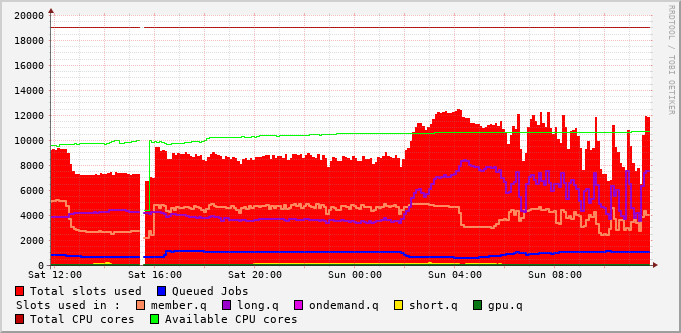 20000
18000
16000
14000
12000
10000
8000
6000
4000
2000
0
Sat 12:00 Sat 16:00 Sat 20:00 Sun 00:00 Sun 04:00 Sun 08:00
Total slots used Queued Jobs
Slots used in : member.q long.q ondemand.q short.q gpu.q
Total CPU cores Available CPU cores
RRDTOOL / TOBI OETIKER